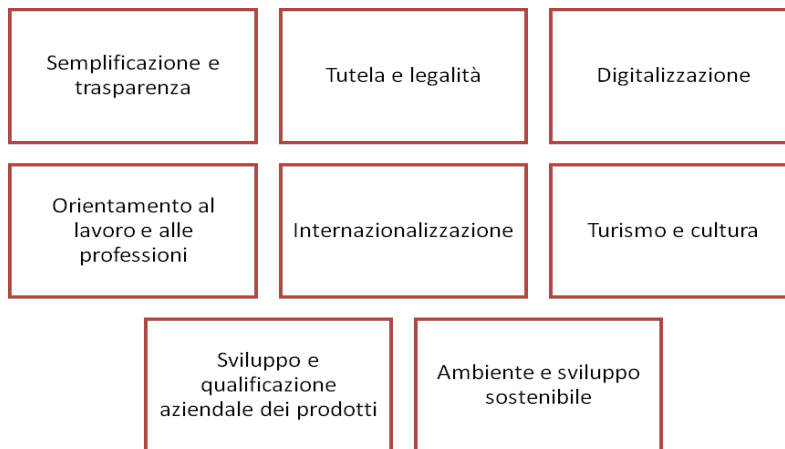 Semplificazione e
trasparenza
Tutela e legalità
Digitalizzazione
Orientamento al
lavoro e alle
professioni
Internazionalizzazione
Turismo e cultura
Sviluppo e
qualificazione
aziendale dei prodotti
Ambiente e sviluppo
sostenibile